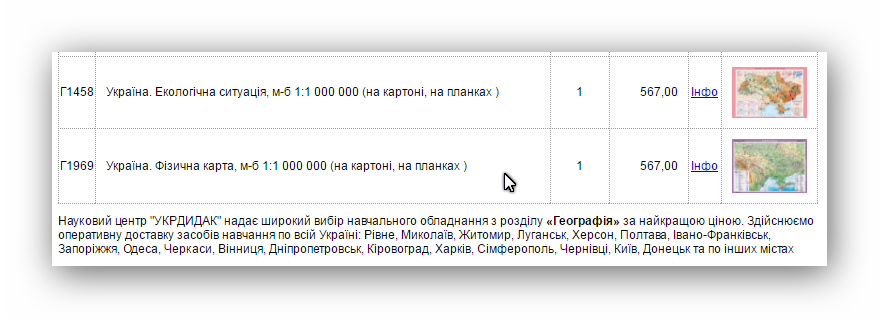 Г1458 Україна. Екологічна ситуація, м-б 1:1 000 000 (на картоні, на планках ) 1 567,00 Інфо
Г1969 Україна. Фізична карта, м-б 1:1 000 000 (на картоні, на планках ) 1 567,00 Інфо
Науковий центр "УКРДИДАК" надає широкий вибір навчального обладнання з розділу «Географія» за найкращою ціною. Здійснюємо
оперативну доставку засобів навчання по всій Україні: Рівне, Миколаїв, Житомир, Луганськ, Херсон, Полтава, Івано-Франківськ,
Запоріжжя, Одеса, Черкаси, Вінниця, Дніпропетровськ, Кіровоград, Харків, Сімферополь, Чернівці, Київ, Донецьк та по інших містах